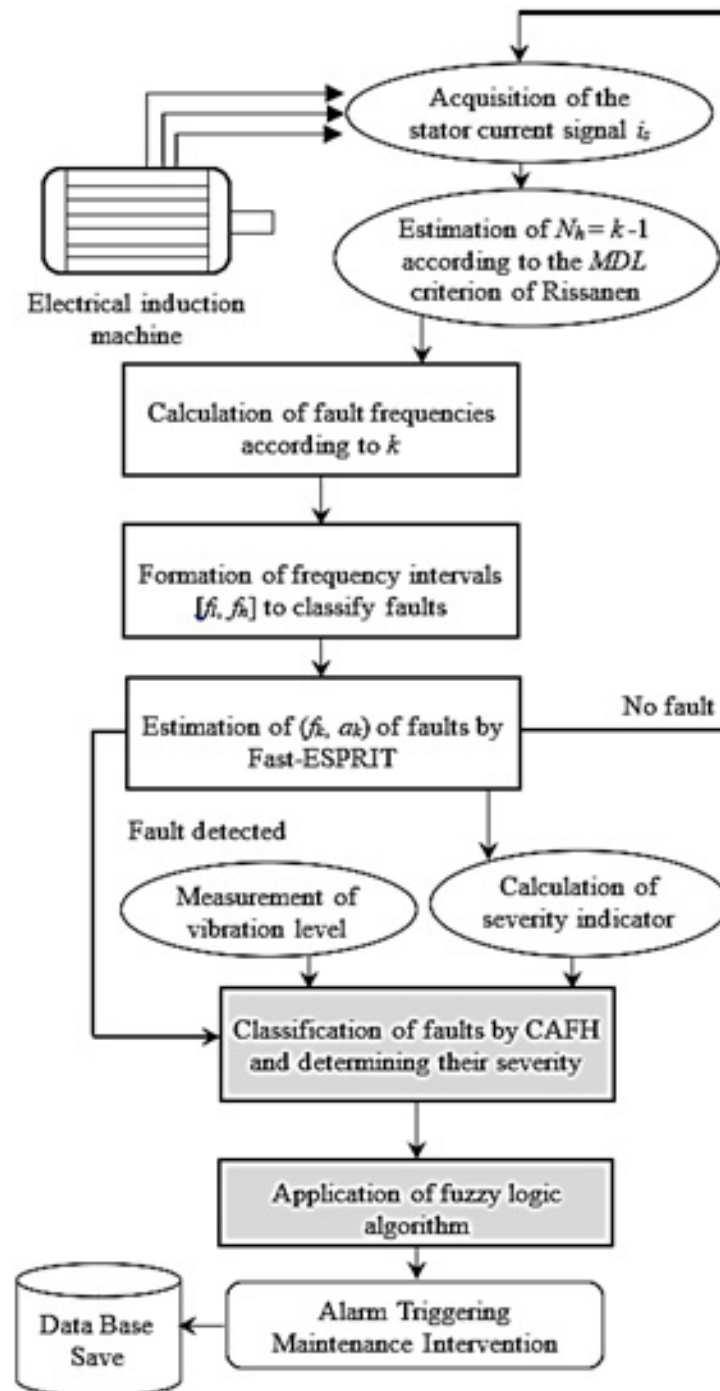 Acquisition of the
stator current signal is
Electrical induction
machine
Estimation of Nh = k-1
according to the MDL
criterion of Rissanen
Calculation of fault frequencies
according to k
Formation of frequency intervals
[fl, fh] to classify faults
Estimation of (fk, ak) of faults by
Fast-ESPRIT
No fault
Fault detected
Measurement of
vibration level
Calculation of
severity indicator
Classification of faults by CAFH
and determining their severity
Application of fuzzy logic
algorithm
Alarm Triggering
Maintenance Intervention
Data Base
Save